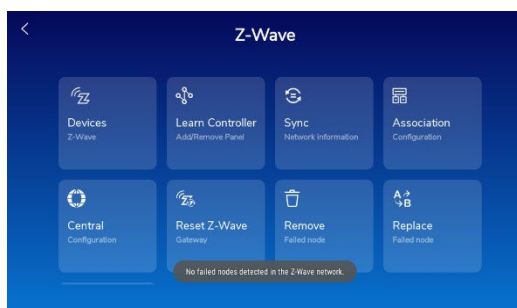 Z-Wave
Devices
Z-Wave
Learn Controller
Add/Remove Panel
Sync
Network Information
Association
Configuration
Central
Configuration
Reset Z-Wave
Gateway
Remove
Failed node
A
B
Replace
Failed node
No failed nodes detected in the Z-Wave network.